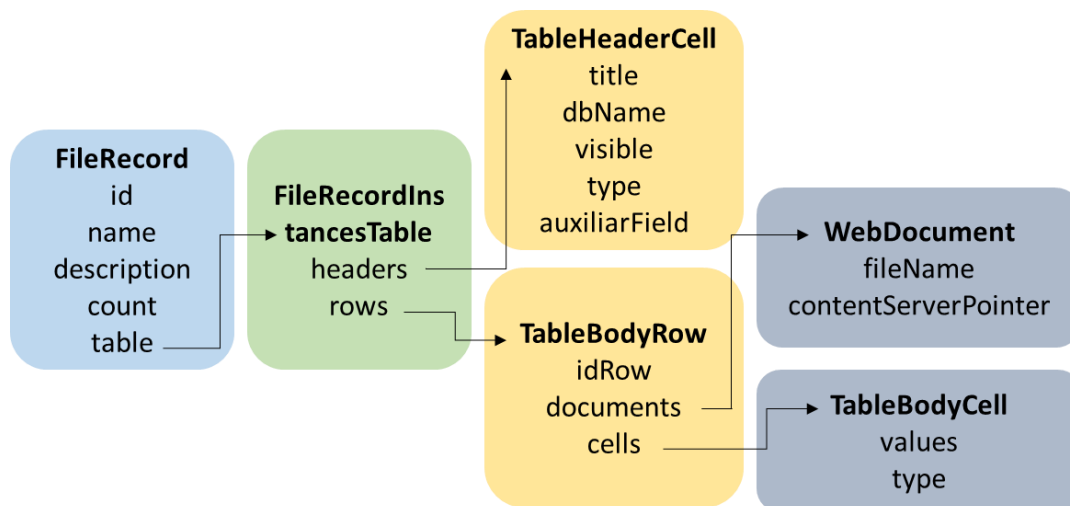 FileRecord
id
name
description
count
table
FileRecordIns
tancesTable
headers
rows
TableHeaderCell
title
dbName
visible
type
auxiliarField
TableBodyRow
idRow
documents
cells
WebDocument
fileName
contentServerPointer
TableBodyCell
values
type